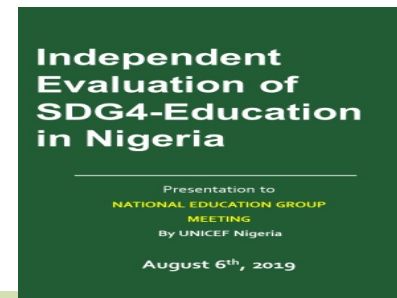 Independent
Evaluation of
SDG4-Education
in Nigeria
Presentation to
NATIONAL EDUCATION GROUP
MEETING
By UNICEF Nigeria
August 6th, 2019